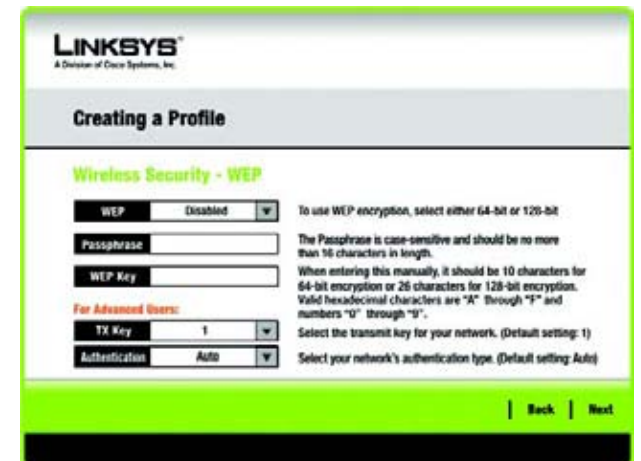 LINKSYS®
A Division of Cisco Systems, Inc.
Creating a Profile
Wireless Security - WEP
WEP Disabled To use WEP encryption, select either 64-bit or 128-bit
Passphrase The Passphrase is case-sensitive and should be no more
than 16 characters in length.
WEP Key When entering this manually, it should be 10 characters for
64-bit encryption or 26 characters for 128-bit encryption.
Valid hexadecimal characters are "A" through "F" and
numbers "0" through "9".
For Advanced Users:
TX Key 1 Select the transmit key for your network. (Default setting: 1)
Authentication Auto Select your network's authentication type. (Default setting: Auto)
Back Next